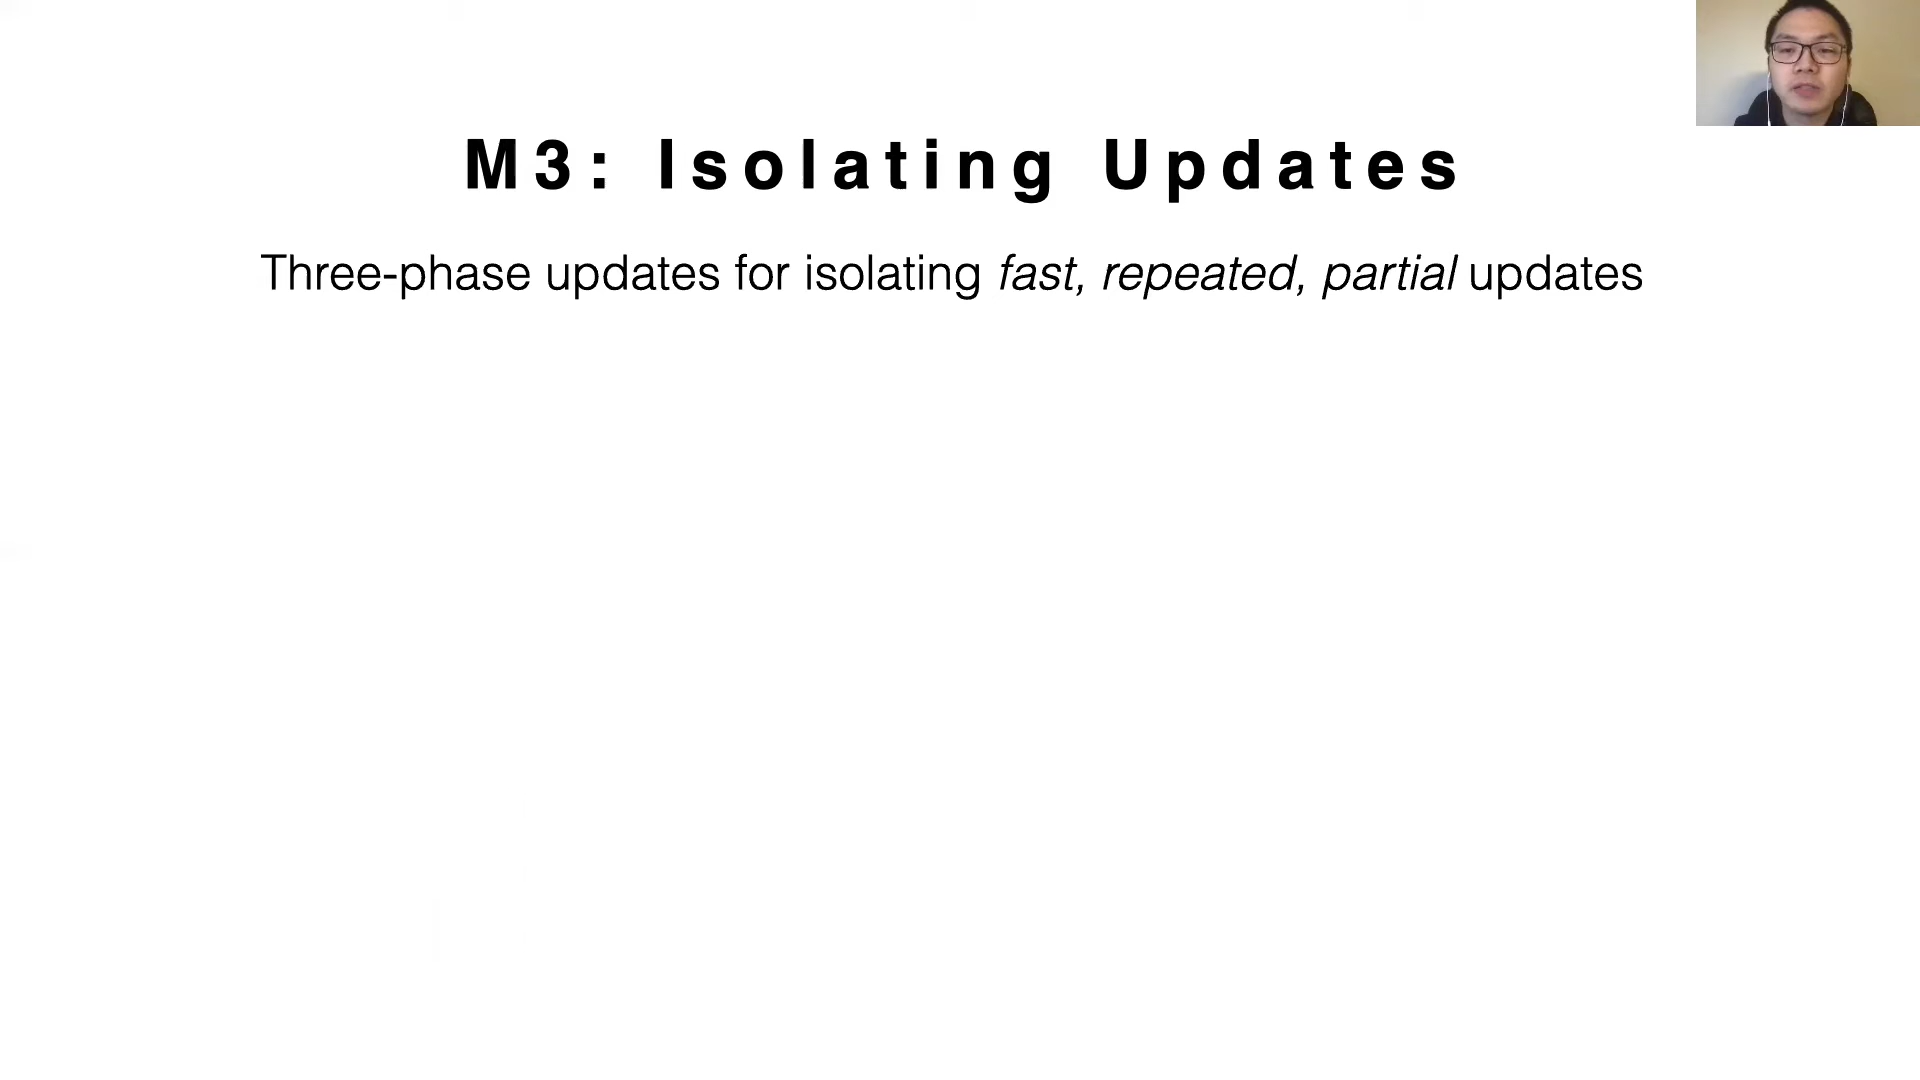 M3: Isolating Updates
Three-phase updates for isolating fast, repeated, partial updates